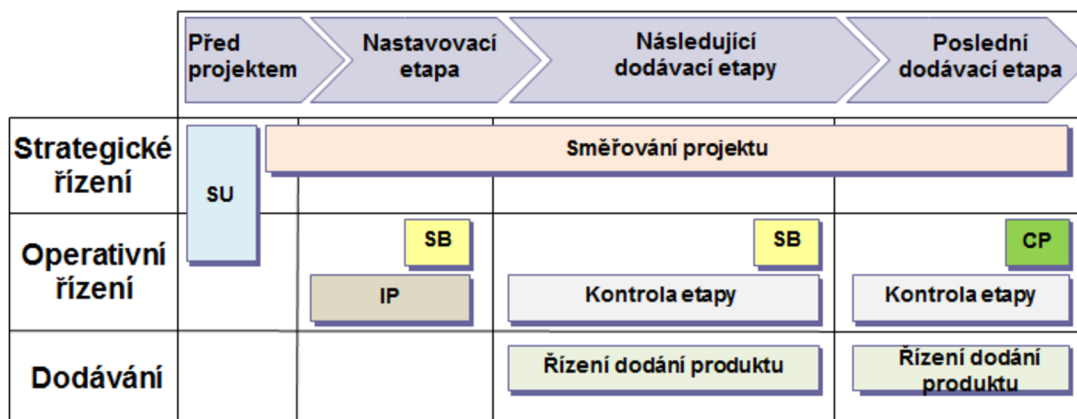 Před
projektem
Nastavovací
etapa
Následující
dodávací etapy
Poslední
dodávací etapa
Strategické
řízení
SU
Směřování projektu
Operativní
řízení
SB
SB
CP
IP
Kontrola etapy
Kontrola etapy
Dodávání
Řízení dodání produktu
Řízení dodání
produktu